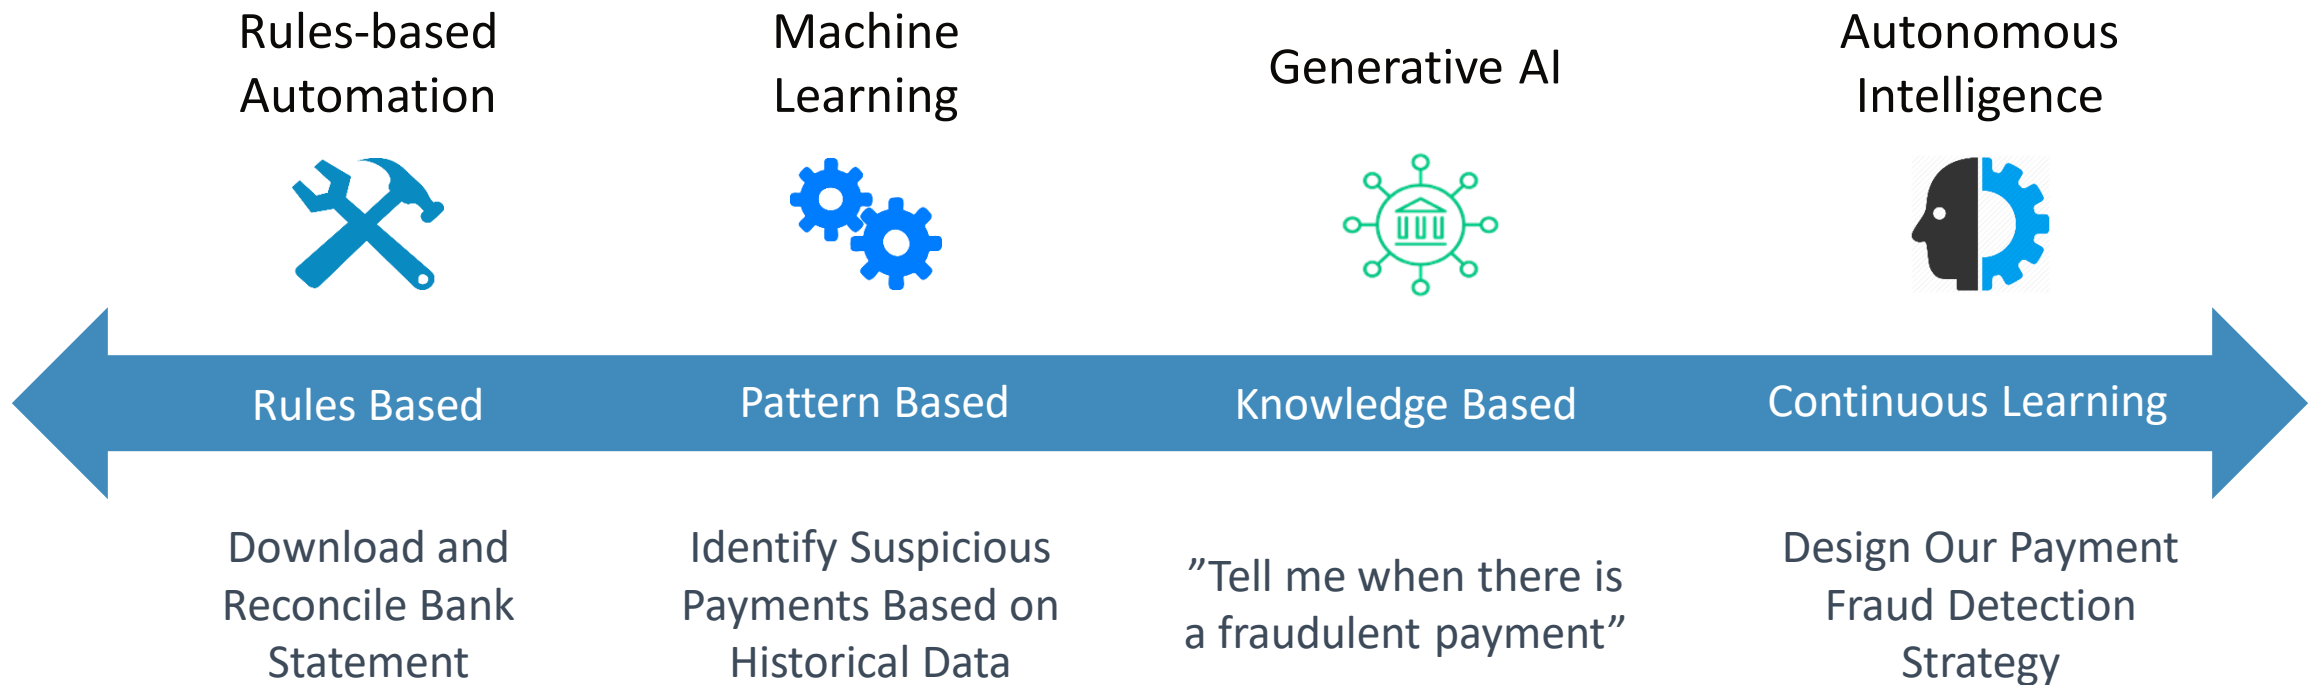 Rules-based
Automation
Machine
Learning
Generative AI
Autonomous
Intelligence
Rules Based
Pattern Based
Knowledge Based
Continuous Learning
Download and
Reconcile Bank
Statement
Identify Suspicious
Payments Based on
Historical Data
”Tell me when there is
a fraudulent payment”
Design Our Payment
Fraud Detection
Strategy